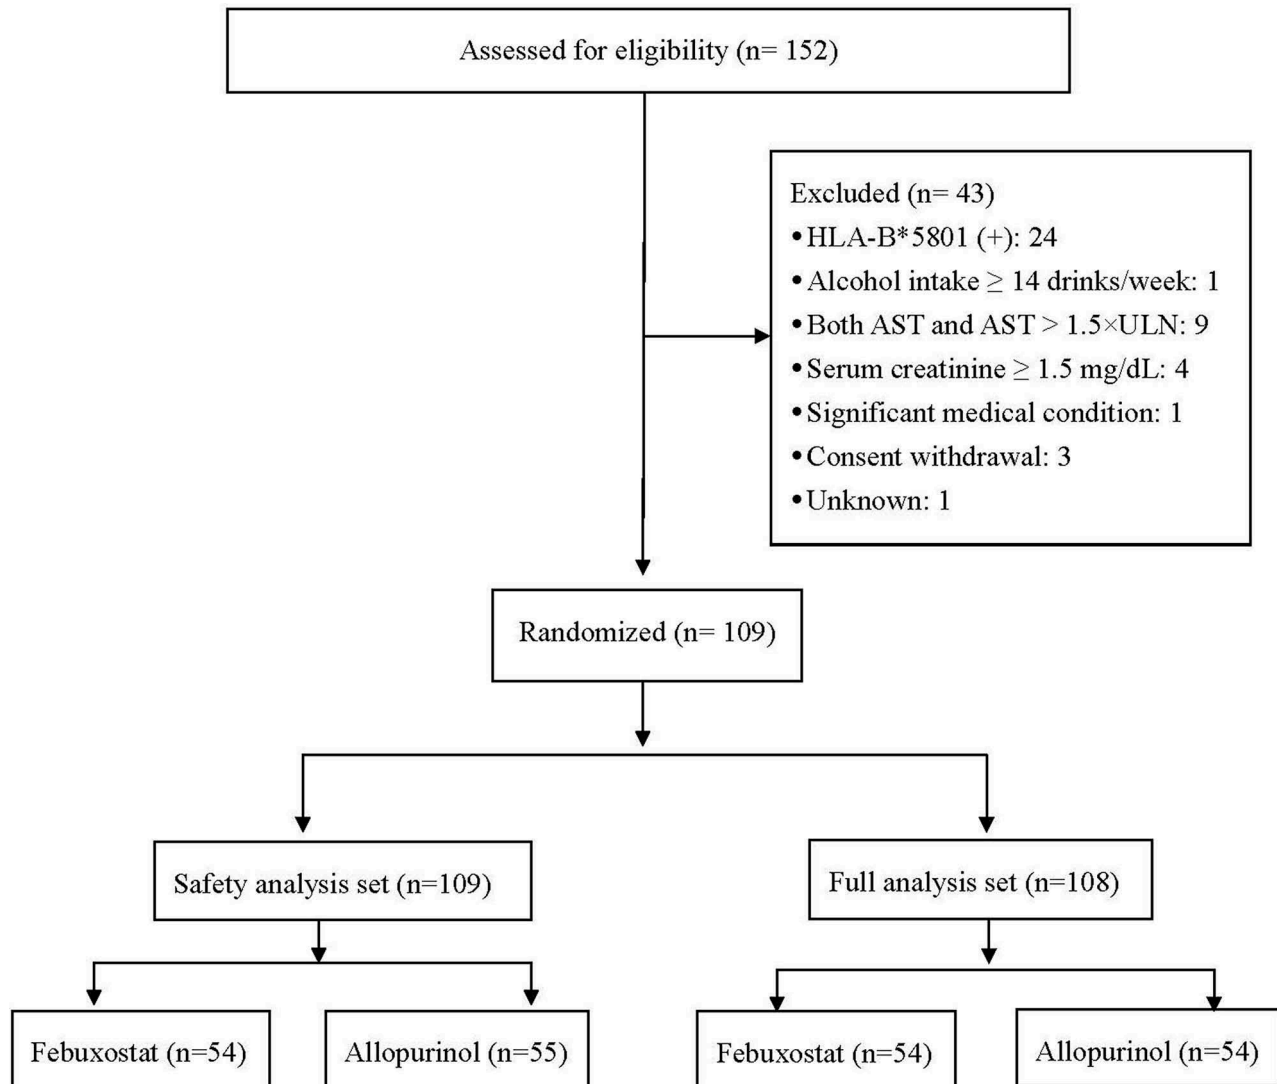 Assessed for eligibility (n= 152)
Excluded (n= 43)
•HLA-B*5801 (+): 24
•Alcohol intake ≥ 14 drinks/week: 1
•Both AST and AST > 1.5×ULN: 9
•Serum creatinine ≥ 1.5 mg/dL: 4
•Significant medical condition: 1
•Consent withdrawal: 3
•Unknown: 1
Randomized (n= 109)
Safety analysis set (n=109)
Full analysis set (n=108)
Febuxostat (n=54)
Allopurinol (n=55)
Febuxostat (n=54)
Allopurinol (n=54)